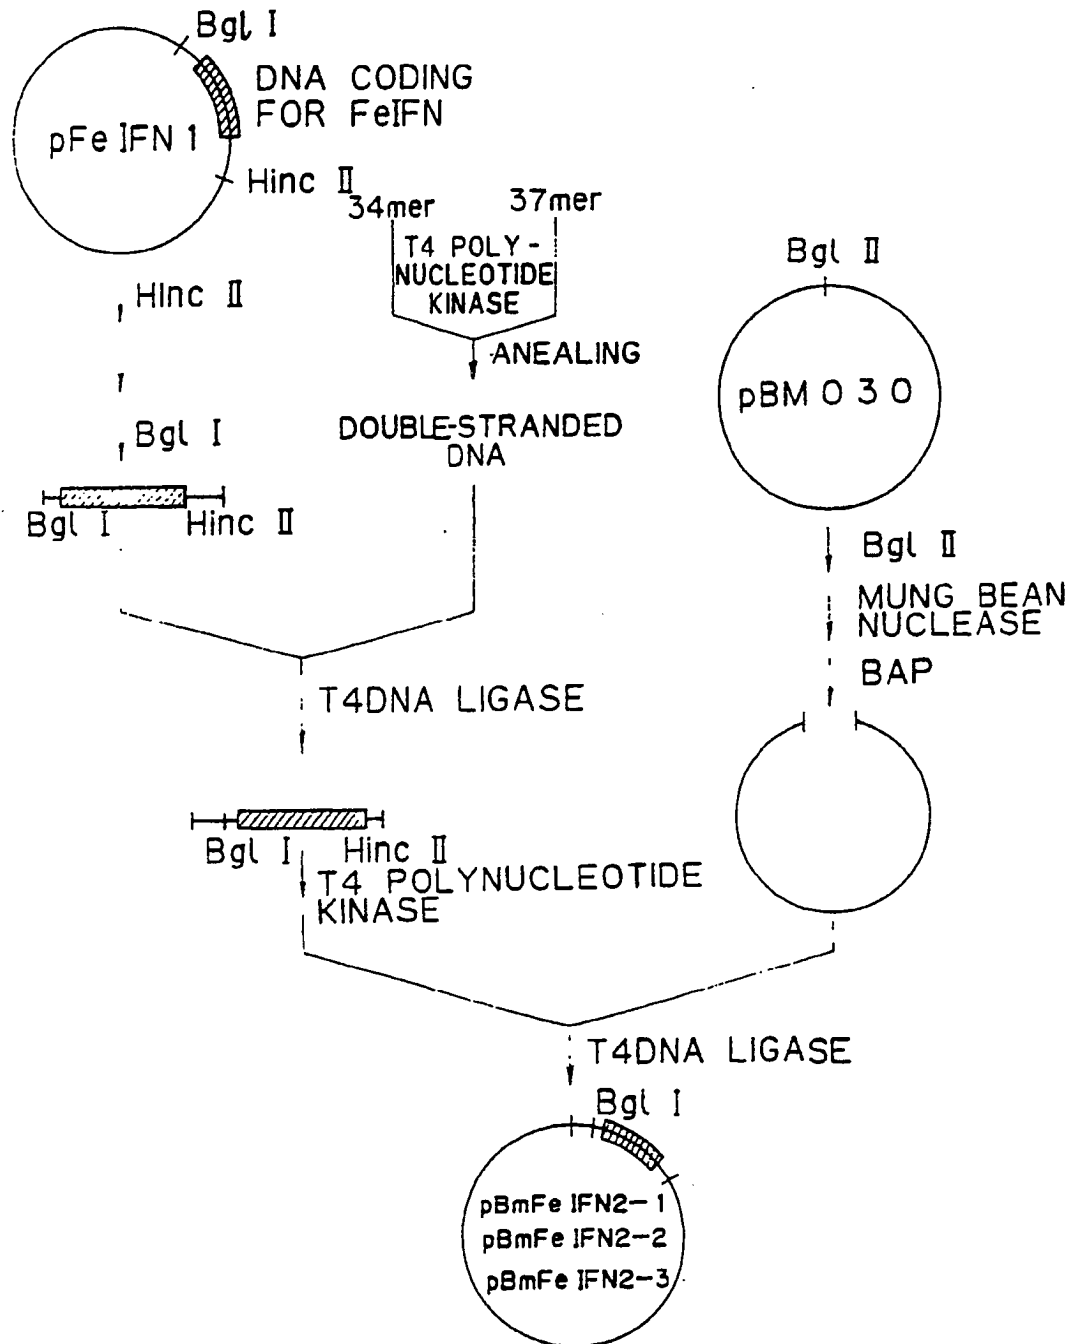 Bgl I
DNA CODING
FOR FeIFN
pFe IFN 1
Hinc II
34mer 37mer
T4 POLY-
NUCLEOTIDE
KINASE
Hinc II
ANEALING
Bgl II
pBM 0 3 0
Bgl I
DOUBLE-STRANDED
DNA
Bgl I Hinc II
Bgl II
MUNG BEAN
NUCLEASE
BAP
T4DNA LIGASE
Bgl I Hinc II
T4 POLYNUCLEOTIDE
KINASE
T4DNA LIGASE
Bgl I
pBmFe IFN2-1
pBmFe IFN2-2
pBmFe IFN2-3